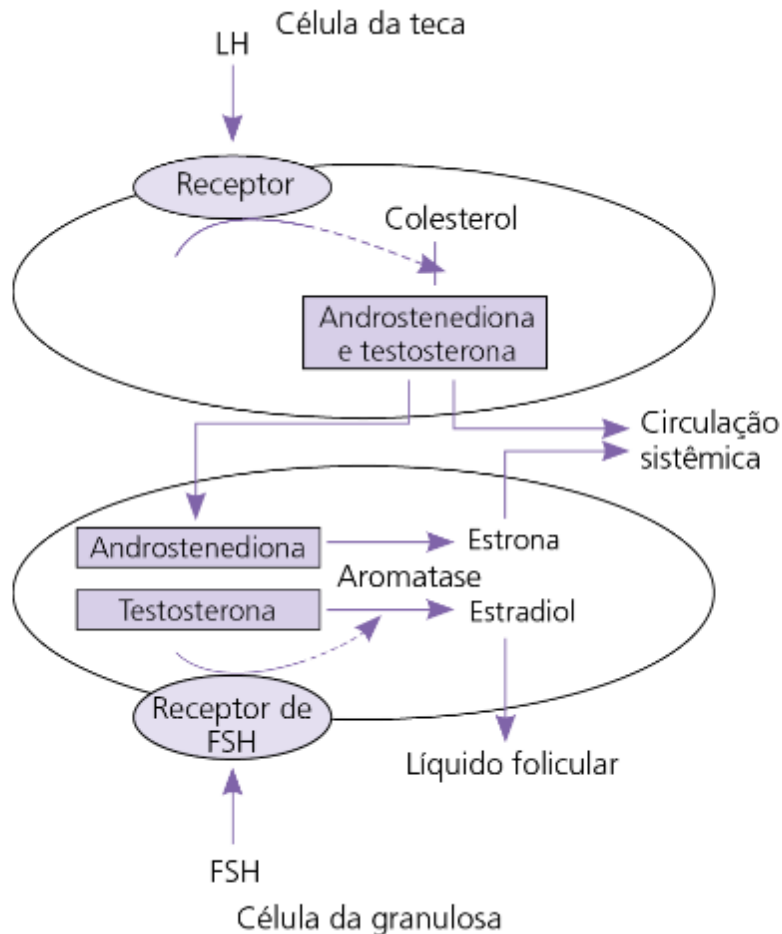 Célula da teca
LH
Receptor
Colesterol
Androstenediona
e testosterona
Circulação
sistêmica
Androstenediona
Estrona
Aromatase
Testosterona
Estradiol
Receptor de
FSH
Líquido folicular
FSH
Célula da granulosa